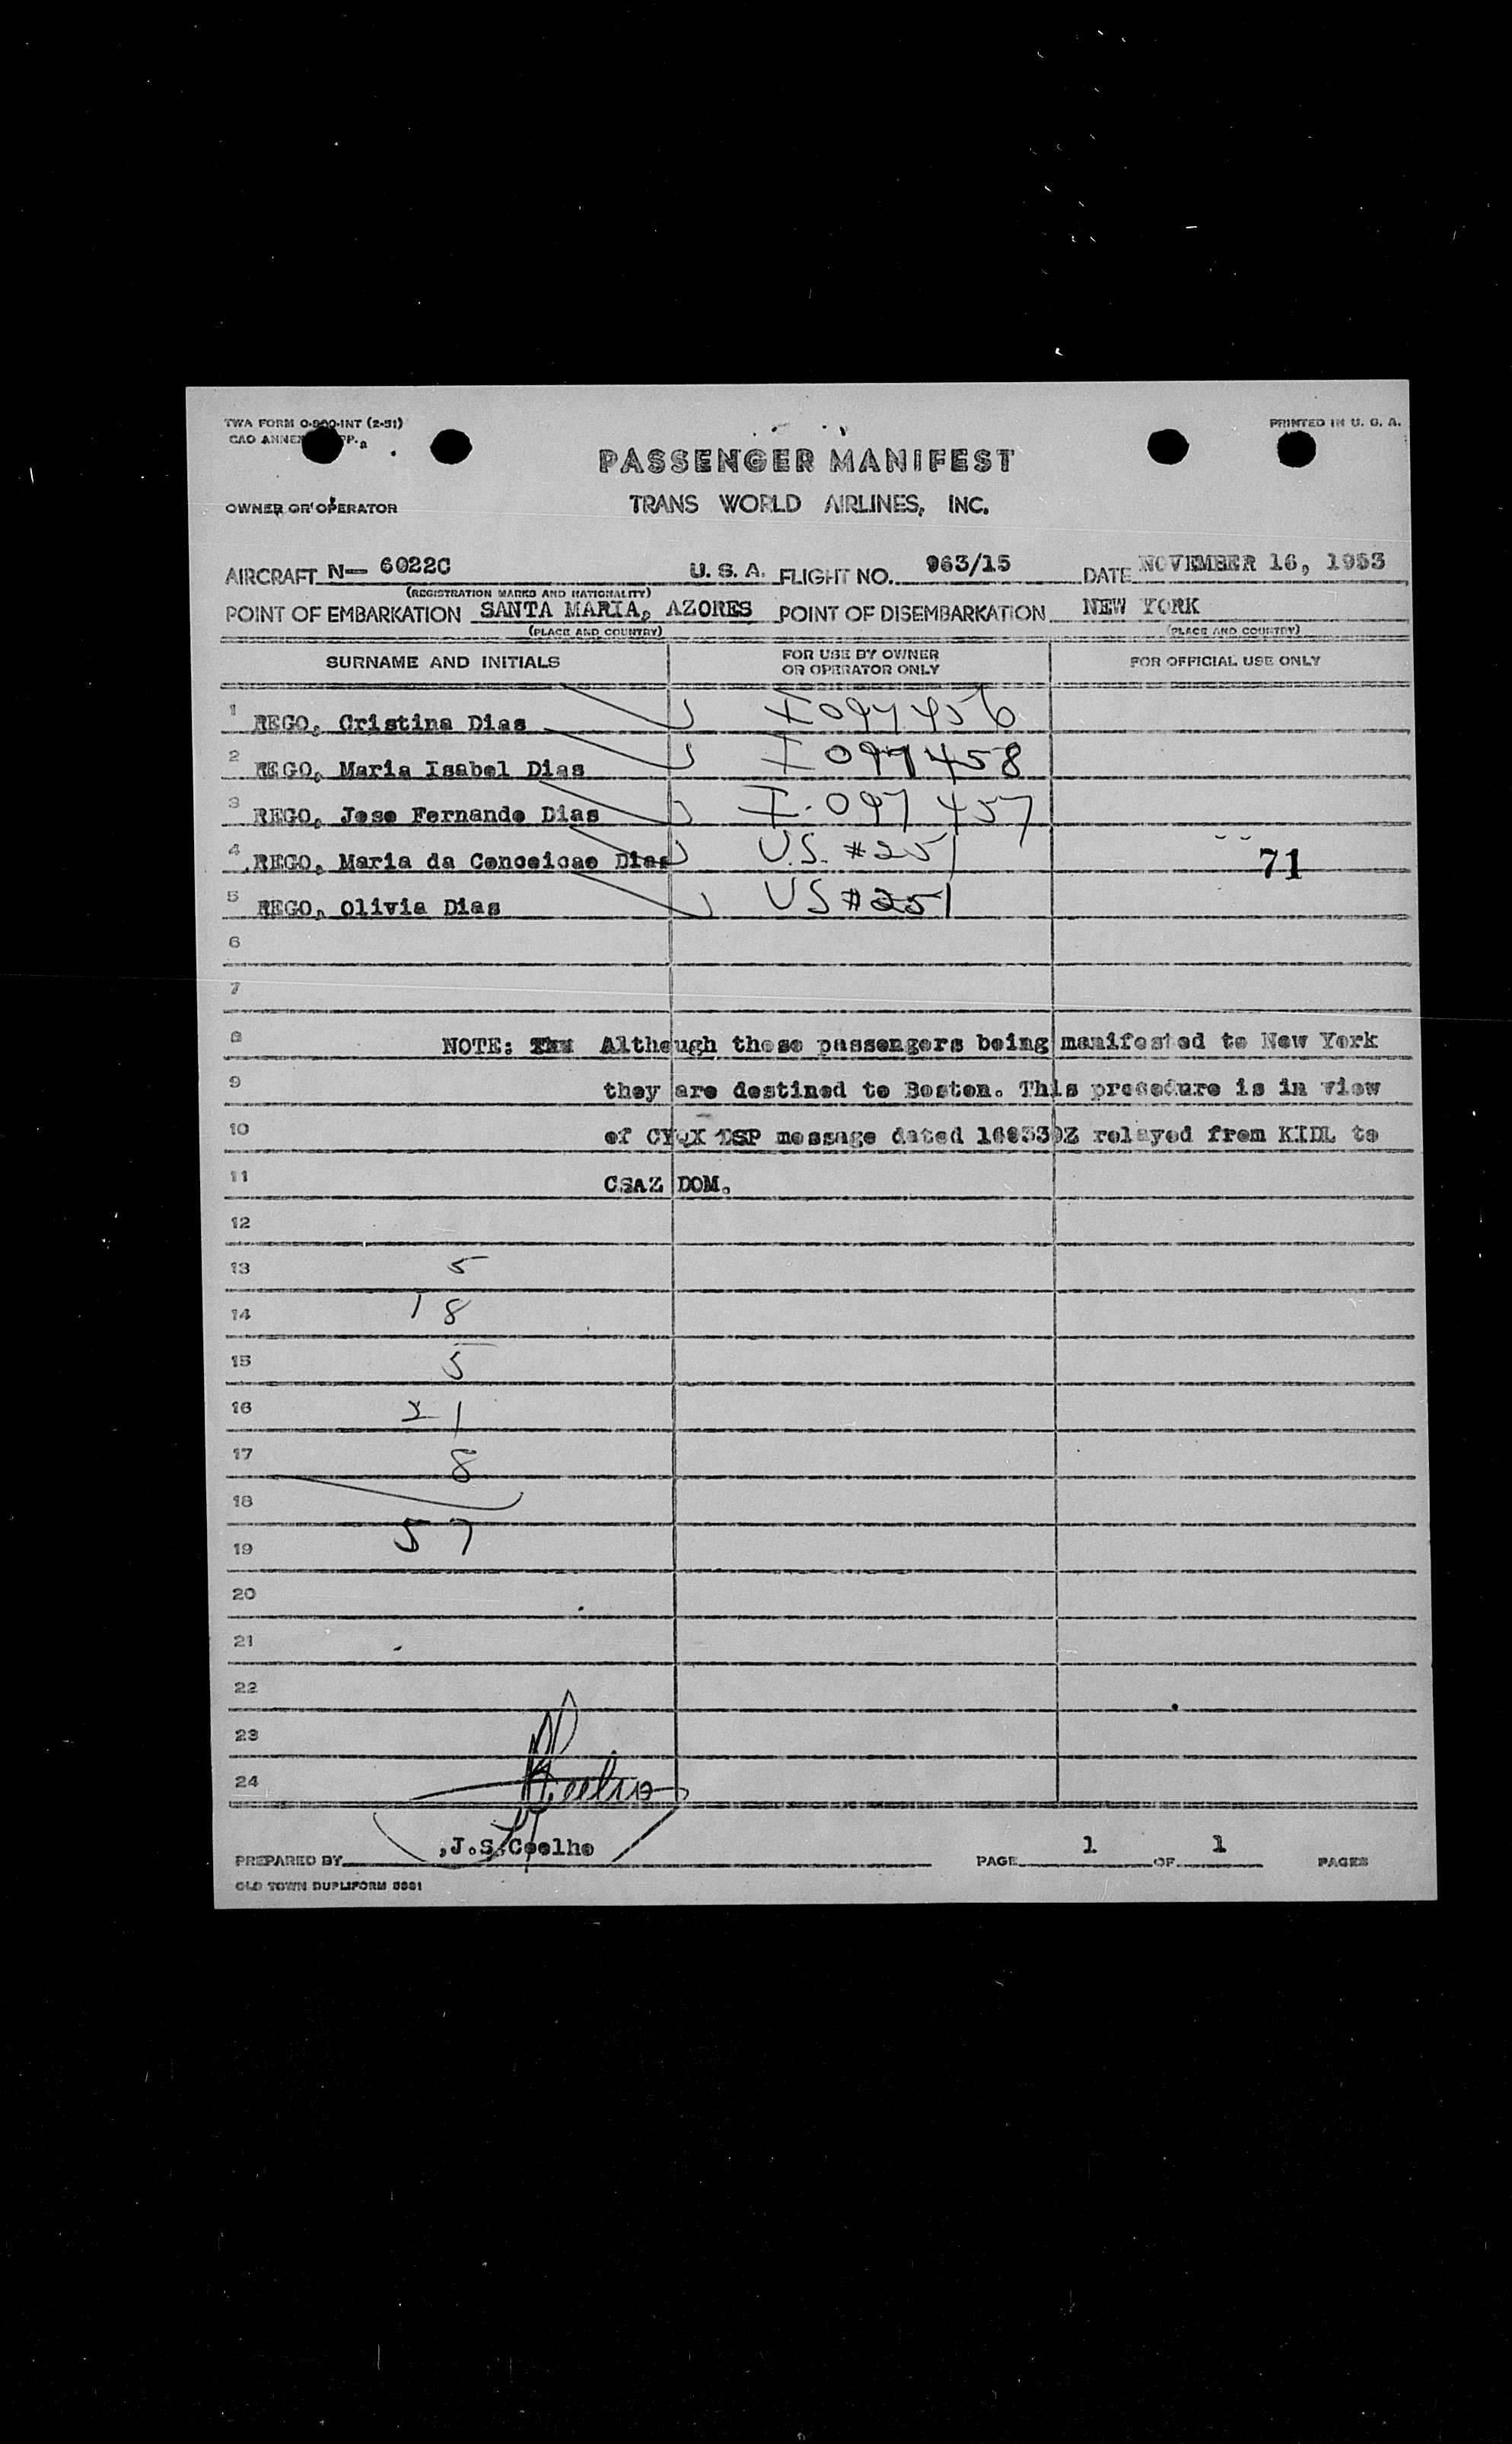 TWA FORM O-900-INT (2-51)
PRINTED IN U. S. A.
PASSENGER MANIFEST
OWNER OR OPERATOR
TRANS WORLD AIRLINES, INC.
AIRCRAFT N— 6022C U. S. A. FLIGHT NO. 963/15 DATE NOVEMBER 16, 1953
(REGISTRATION MARKS AND NATIONALITY)
POINT OF EMBARKATION SANTA MARIA, AZORES POINT OF DISEMBARKATION NEW YORK
(PLACE AND COUNTRY) (PLACE AND COUNTRY)
SURNAME AND INITIALS FOR USE BY OWNER OR OPERATOR ONLY FOR OFFICIAL USE ONLY
1 REGO, Cristina Dias I 097456
2 REGO, Maria Isabel Dias I 097458
3 REGO, Jose Fernando Dias I-097457
4 REGO, Maria da Conceicao Dias U.S. #251 71
5 REGO, Olivia Dias US #251
6
7
8 NOTE: Although these passengers being manifested to New York
9 they are destined to Boston. This procedure is in view
10 of DSP message dated relayed from KIDL to
11 CSAZ DOM.
12
13 5
14 18
15 5
16 21
17 8
18
19 57
20
21
22
23
24
PREPARED BY J.S.Coelho PAGE 1 OF 1 PAGES
OLD TOWN DUPLIFORM